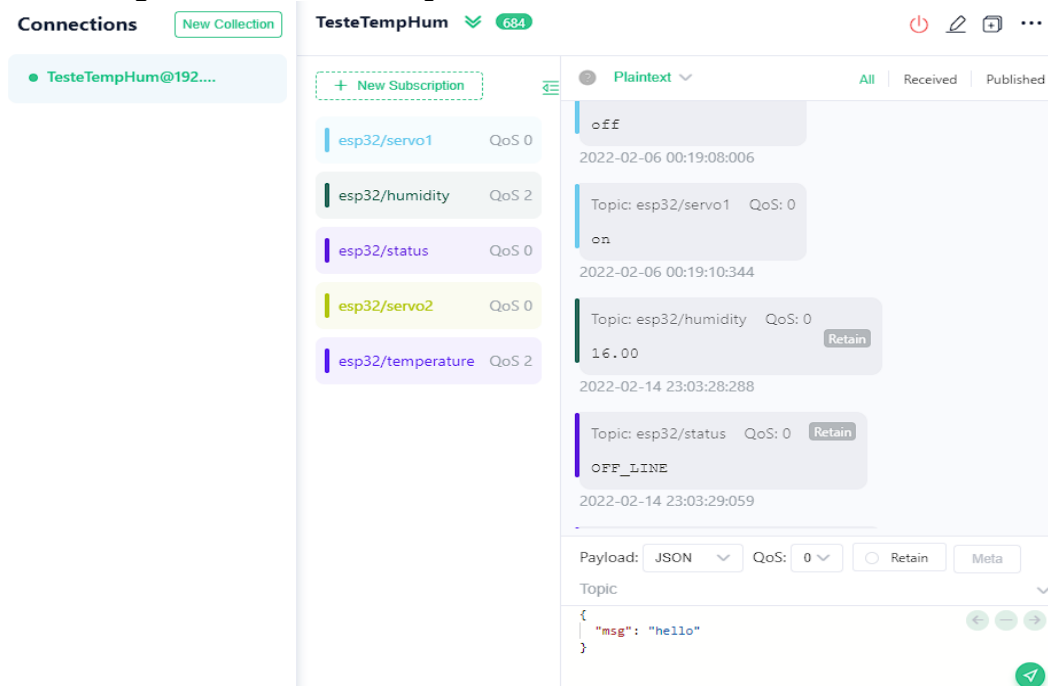 Connections
New Collection
TesteTempHum@192....
TesteTempHum 684
+ New Subscription
esp32/servo1 QoS 0
esp32/humidity QoS 2
esp32/status QoS 0
esp32/servo2 QoS 0
esp32/temperature QoS 2
? Plaintext
All Received Published
off
2022-02-06 00:19:08:006
Topic: esp32/servo1 QoS: 0
on
2022-02-06 00:19:10:344
Topic: esp32/humidity QoS: 0
Retain
16.00
2022-02-14 23:03:28:288
Topic: esp32/status QoS: 0 Retain
OFF_LINE
2022-02-14 23:03:29:059
Payload: JSON QoS: 0 Retain Meta
Topic
{
"msg": "hello"
}